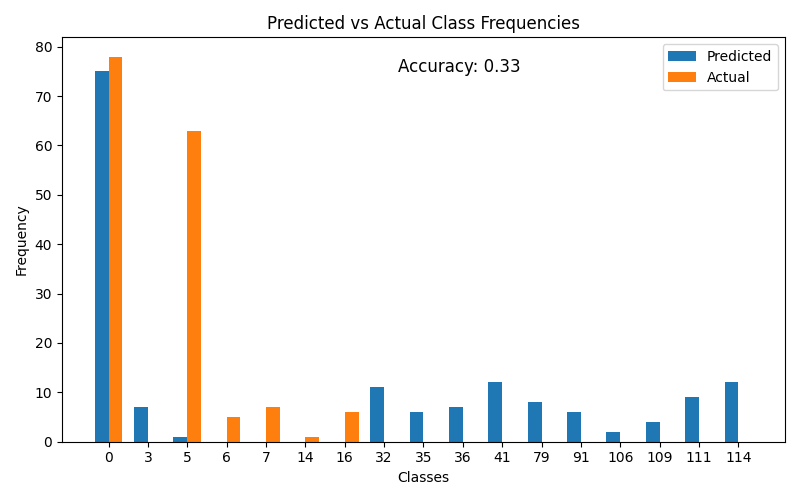 Predicted vs Actual Class Frequencies
Accuracy: 0.33
Predicted
Actual
Frequency
80
70
60
50
40
30
20
10
0
0 3 5 6 7 14 16 32 35 36 41 79 91 106 109 111 114
Classes